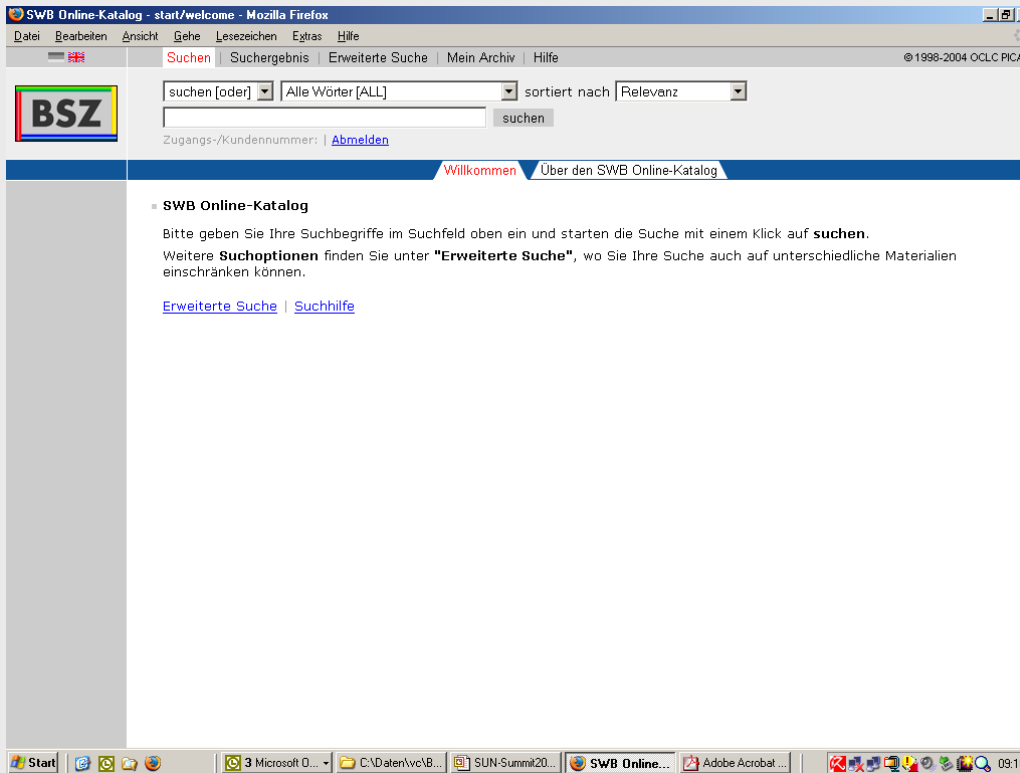 SWB Online-Katalog - start/welcome - Mozilla Firefox
Datei Bearbeiten Ansicht Gehe Lesezeichen Extras Hilfe
Suchen | Suchergebnis | Erweiterte Suche | Mein Archiv | Hilfe
© 1998-2004 OCLC PICA
BSZ
suchen [oder] Alle Wörter [ALL] sortiert nach Relevanz
suchen
Zugangs-/Kundennummer: | Abmelden
Willkommen Über den SWB Online-Katalog
SWB Online-Katalog
Bitte geben Sie Ihre Suchbegriffe im Suchfeld oben ein und starten die Suche mit einem Klick auf suchen.
Weitere Suchoptionen finden Sie unter "Erweiterte Suche", wo Sie Ihre Suche auch auf unterschiedliche Materialien
einschränken können.
Erweiterte Suche | Suchhilfe
Start 3 Microsoft O... C:\Daten\vc\B... SUN-Summit20... SWB Online... Adobe Acrobat ... 09:1